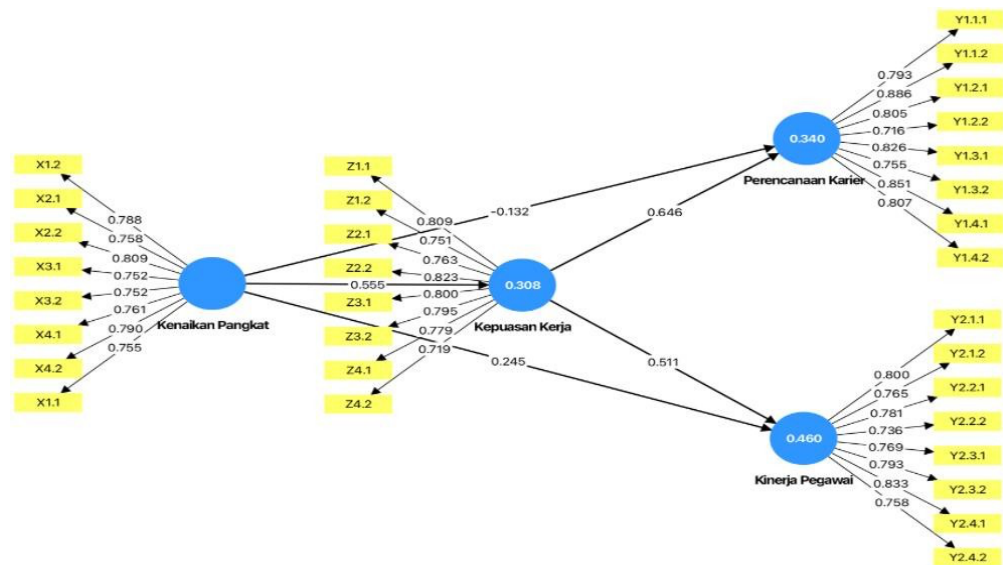 X1.2
X2.1
X2.2
X3.1
X3.2
X4.1
X4.2
X1.1
0.788
0.758
0.809
0.752
0.752
0.761
0.790
0.755
Kenaikan Pangkat
-0.132
0.555
0.245
Z1.1
Z1.2
Z2.1
Z2.2
Z3.1
Z3.2
Z4.1
Z4.2
0.809
0.751
0.763
0.823
0.800
0.795
0.779
0.719
0.308
Kepuasan Kerja
0.646
0.511
0.340
Perencanaan Karier
0.793
0.886
0.805
0.716
0.826
0.755
0.851
0.807
Y1.1.1
Y1.1.2
Y1.2.1
Y1.2.2
Y1.3.1
Y1.3.2
Y1.4.1
Y1.4.2
0.460
Kinerja Pegawai
0.800
0.765
0.781
0.736
0.769
0.793
0.833
0.758
Y2.1.1
Y2.1.2
Y2.2.1
Y2.2.2
Y2.3.1
Y2.3.2
Y2.4.1
Y2.4.2